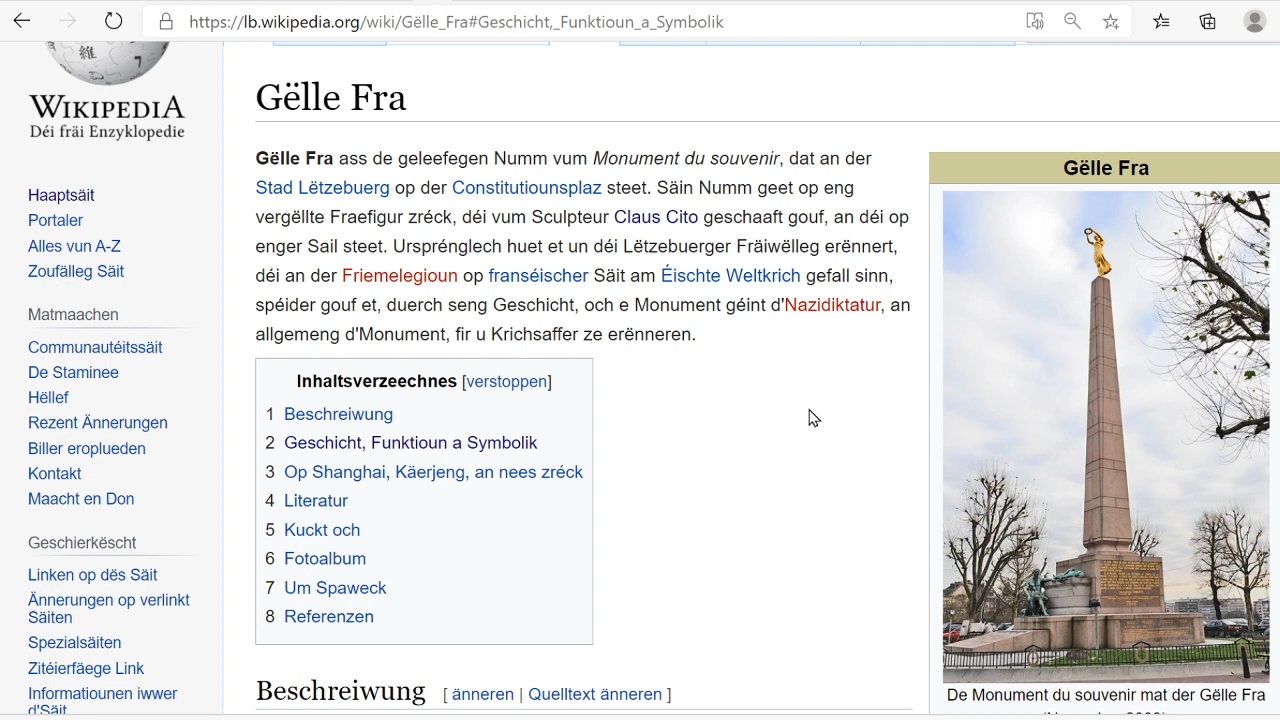 https://lb.wikipedia.org/wiki/Gëlle_Fra#Geschicht,_Funktioun_a_Symbolik
WIKIPEDIA
Déi fräi Enzyklopedie
Haaptsäit
Portaler
Alles vun A-Z
Zoufälleg Säit
Matmaachen
Communautéitssäit
De Staminee
Hëllef
Rezent Ännerungen
Biller eroplueden
Kontakt
Maacht en Don
Geschierkëscht
Linken op dës Säit
Ännerungen op verlinkt
Säiten
Spezialsäiten
Zitéierfäege Link
Informatiounen iwwer
d'Säit
Gëlle Fra
Gëlle Fra ass de geleefegen Numm vum Monument du souvenir, dat an der
Stad Lëtzebuerg op der Constitutiounsplaz steet. Säin Numm geet op eng
vergëllte Fraefigur zréck, déi vum Sculpteur Claus Cito geschaaft gouf, an déi op
enger Sail steet. Ursprénglech huet et un déi Lëtzebuerger Fräiwëlleg erënnert,
déi an der Friemelegioun op franséischer Säit am Éischte Weltkrich gefall sinn,
spéider gouf et, duerch seng Geschicht, och e Monument géint d'Nazidiktatur, an
allgemeng d'Monument, fir u Krichsaffer ze erënneren.
Inhaltsverzeechnes [verstoppen]
1 Beschreiwung
2 Geschicht, Funktioun a Symbolik
3 Op Shanghai, Käerjeng, an nees zréck
4 Literatur
5 Kuckt och
6 Fotoalbum
7 Um Spaweck
8 Referenzen
Beschreiwung [ änneren | Quelltext änneren ]
Gëlle Fra
De Monument du souvenir mat der Gëlle Fra